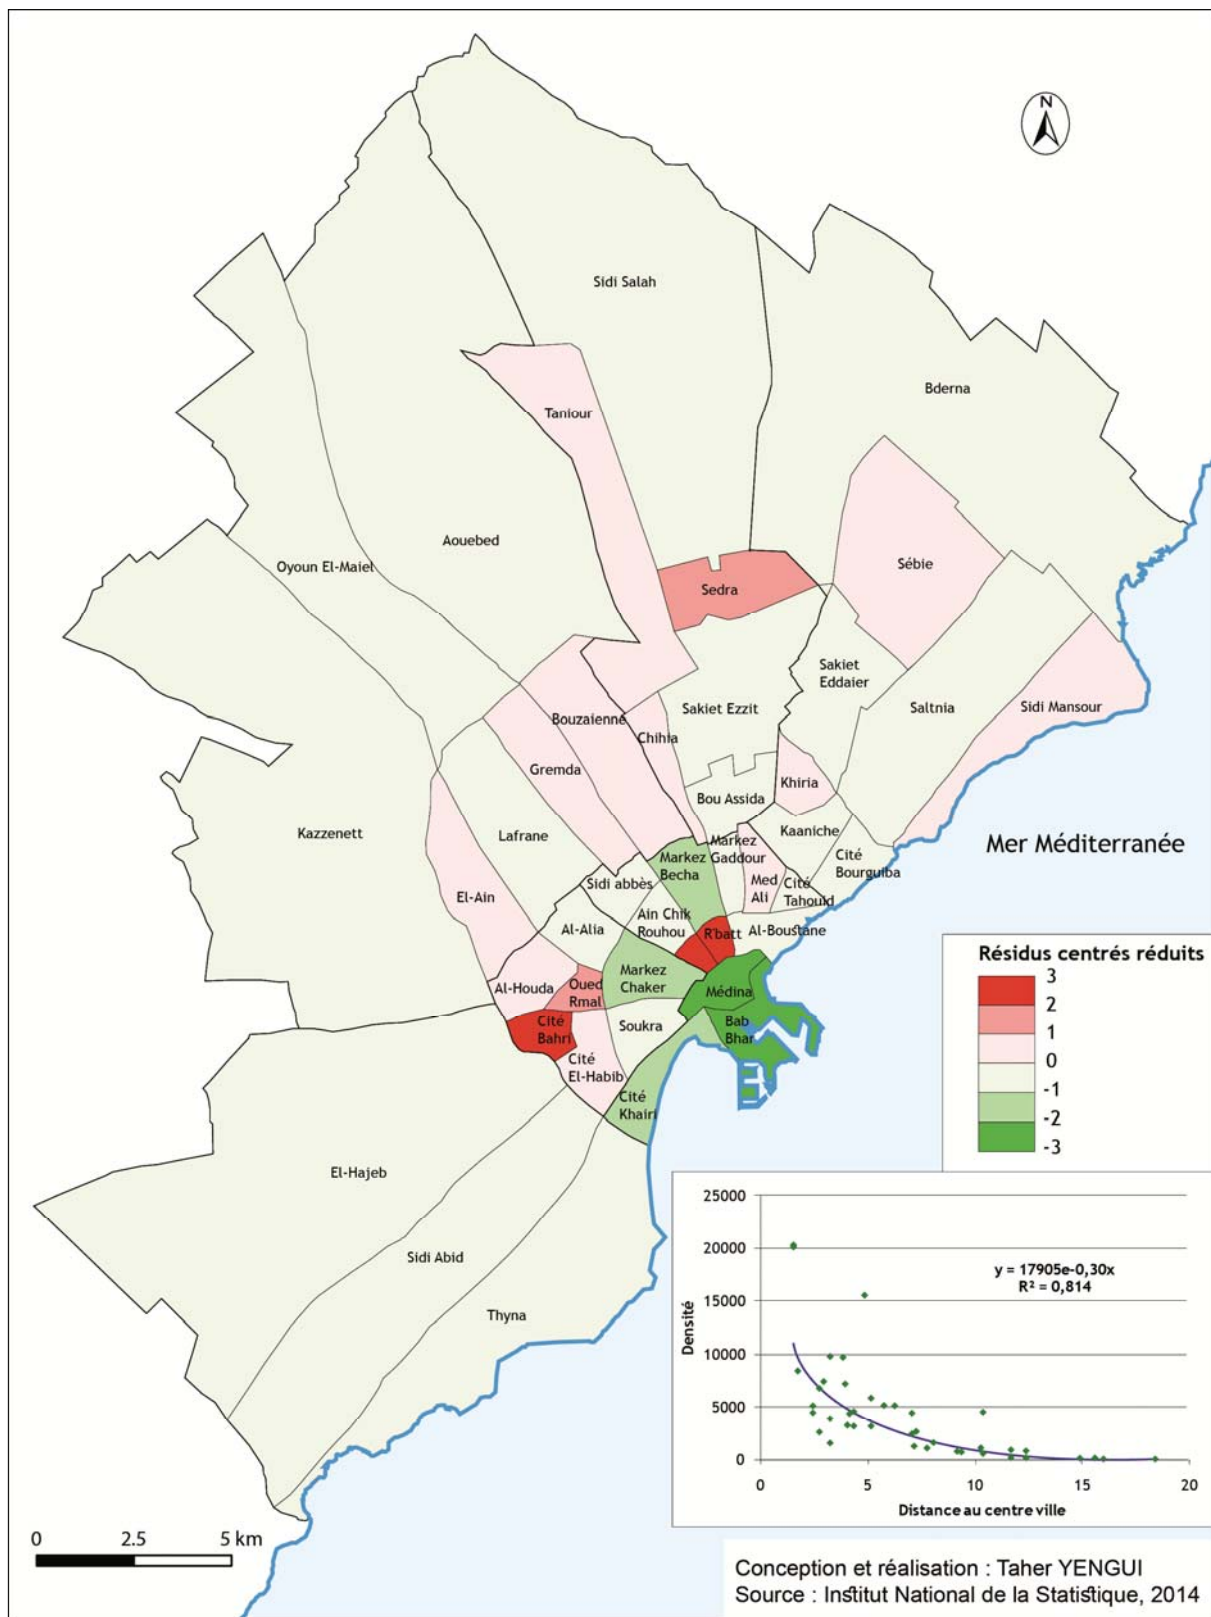 N
Sidi Salah
Bderna
Taniour
Aouebed
Oyoun El-Maiel
Sébie
Sedra
Sakiet
Eddaier
Sakiet Ezzit
Saltnia
Sidi Mansour
Bouzaienne
Chihia
Gremda
Khiria
Bou Assida
Kazzenett
Lafrane
Kaaniche
Markez
Gaddour
Cité
Bourguiba
Mer Méditerranée
Markez
Becha
Med
Ali
Cité
Tahouid
Sidi abbès
El-Ain
Ain Chik
Rouhou
Al-Alia
R'batt
Al-Boustane
Markez
Chaker
Al-Houda
Oued
Rmal
Médina
Cité
Bahri
Soukra
Bab
Bhar
Cité
El-Habib
Cité
Khairi
El-Hajeb
Sidi Abid
Thyna
Résidus centrés réduits
3
2
1
0
-1
-2
-3
25000
20000
15000
10000
5000
0
Densité
y = 17905e-0,30x
R² = 0,814
0 5 10 15 20
Distance au centre ville
0 2.5 5 km
Conception et réalisation : Taher YENGUI
Source : Institut National de la Statistique, 2014